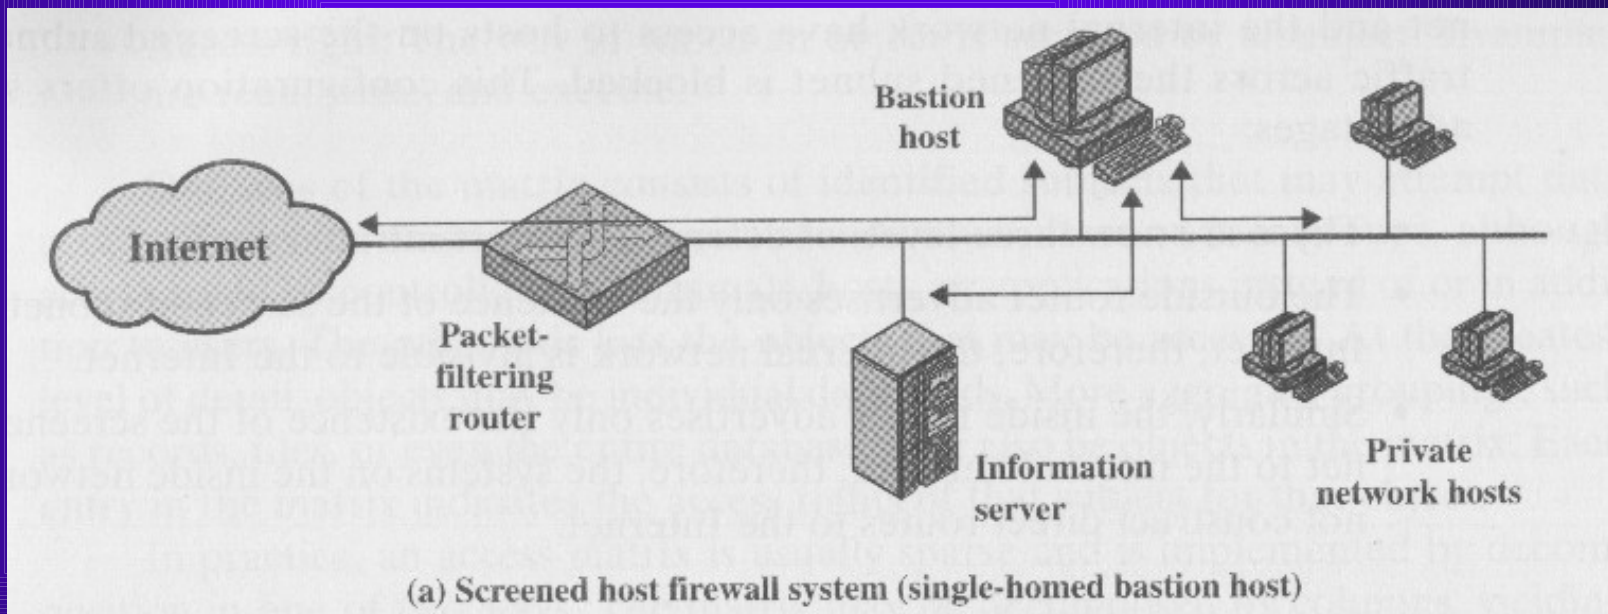 Bastion
host
Internet
Packet-
filtering
router
Information
server
Private
network hosts
(a) Screened host firewall system (single-homed bastion host)